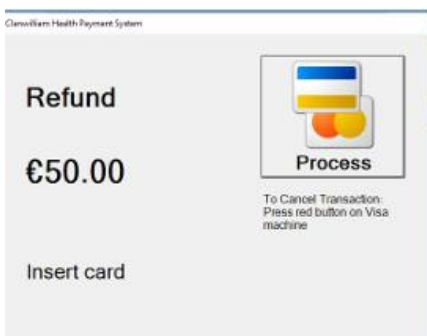 Clanwilliam Health Payment System
Refund
€50.00
Process
To Cancel Transaction:
Press red button on Visa
machine
Insert card